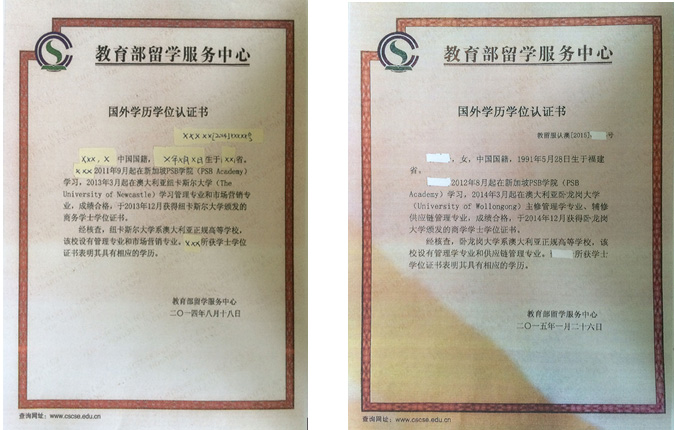 教育部留学服务中心
国外学历学位认证书
xxx，x 中国国籍，x年x月x日生于xx省。
xxx2011年9月起在新加坡PSB学院（PSB Academy）
学习，2013年3月起在澳大利亚纽卡斯尔大学（The
University of Newcastle）学习管理专业和市场营销专
业，成绩合格，于2013年12月获得纽卡斯尔大学颁发的
商务学士学位证书。
经核查，纽卡斯尔大学系澳大利亚正规高等学校，
该校设有管理专业和市场营销专业。xxx所获学士学位
证书表明其具有相应的学历。
教育部留学服务中心
二〇一四年八月十八日
查询网址：www.cscse.edu.cn
教育部留学服务中心
国外学历学位认证书
教留服认澳[2015] 号
，女，中国国籍，1991年5月28日生于福建
省。
2012年8月起在新加坡PSB学院（PSB
Academy）学习，2014年3月起在澳大利亚卧龙岗大学
（University of Wollongong）主修管理学专业、辅修
供应链管理专业，成绩合格，于2014年12月获得卧龙岗
大学颁发的商学学士学位证书。
经核查，卧龙岗大学系澳大利亚正规高等学校，该
校设有管理学专业和供应链管理专业。 所获学士
学位证书表明其具有相应的学历。
教育部留学服务中心
二〇一五年一月二十六日
查询网址：www.cscse.edu.cn